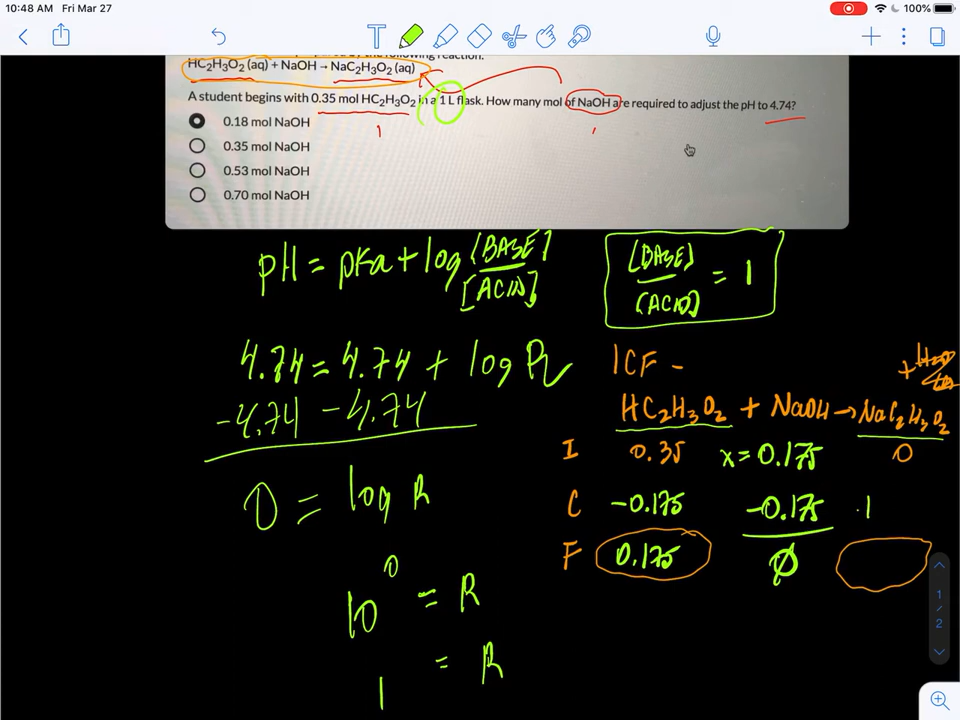 10:48 AM Fri Mar 27
100%
HC2H3O2 (aq) + NaOH → NaC2H3O2 (aq)
A student begins with 0.35 mol HC2H3O2 in a 1 L flask. How many mol of NaOH are required to adjust the pH to 4.74?
0.18 mol NaOH
0.35 mol NaOH
0.53 mol NaOH
0.70 mol NaOH
pH = pKa + log [BASE] / [ACID]
[BASE] / [ACID] = 1
4.74 = 4.74 + log R
-4.74 -4.74
0 = log R
10^0 = R
1 = R
ICF -
HC2H3O2 + NaOH → NaC2H3O2
I 0.35 x = 0.175 0
C -0.175 -0.175
F 0.175 Ø
1 / 2